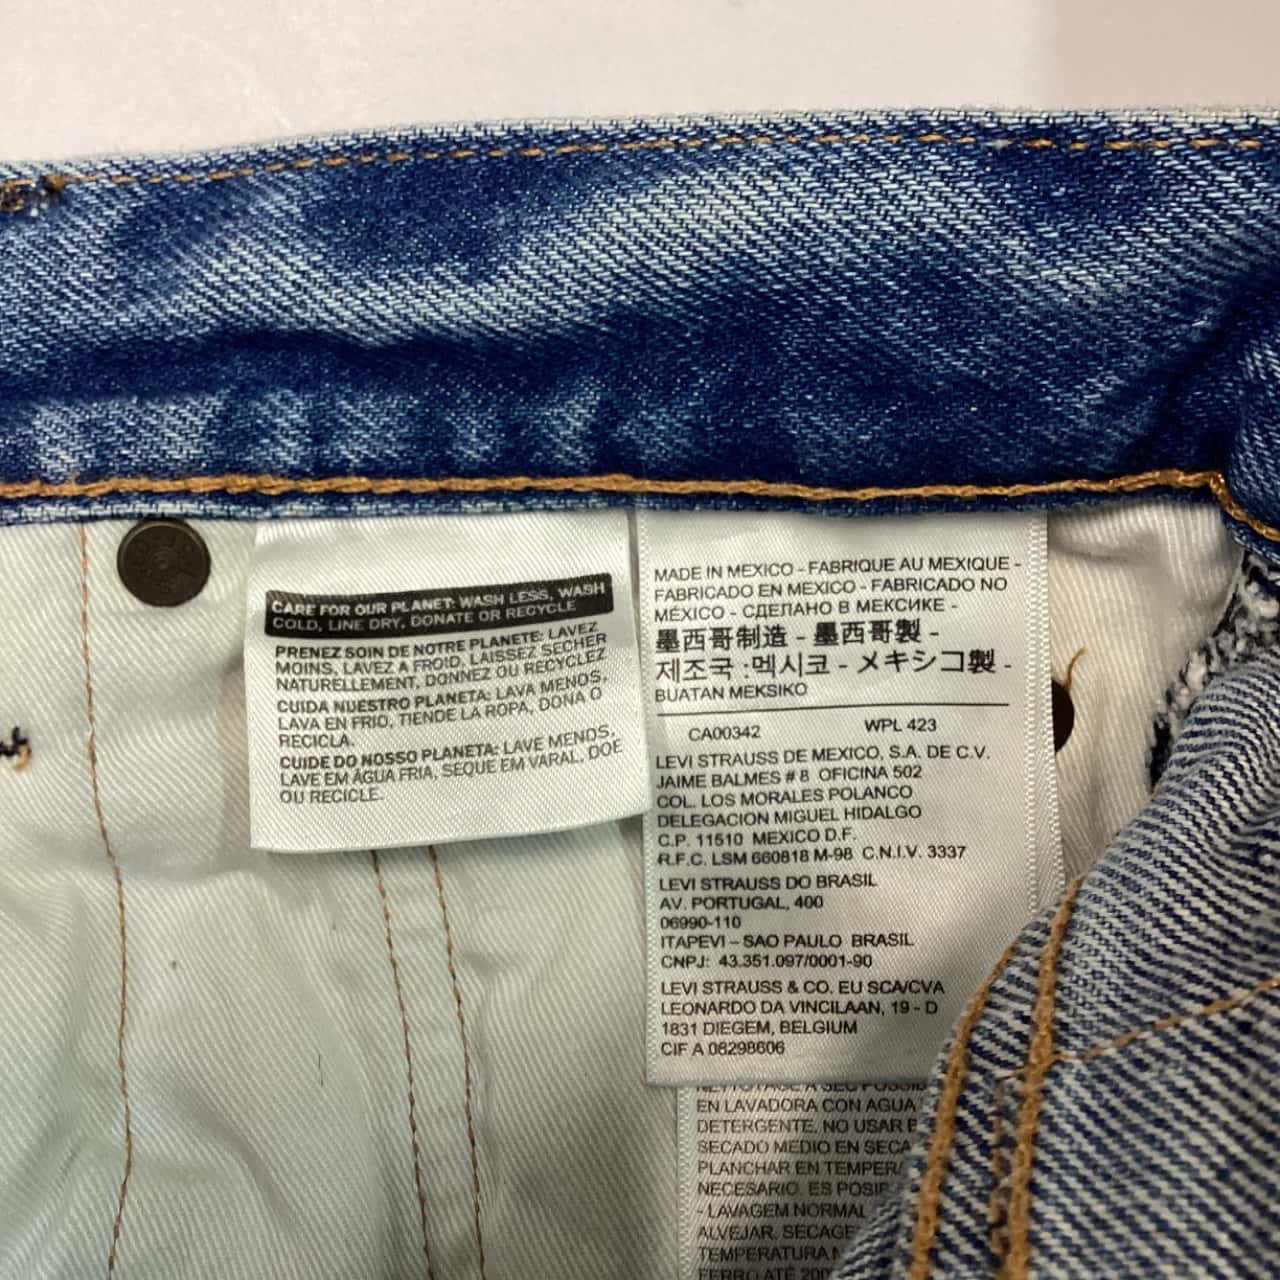 CARE FOR OUR PLANET: WASH LESS, WASH
COLD, LINE DRY, DONATE OR RECYCLE
PRENEZ SOIN DE NOTRE PLANETE: LAVEZ
MOINS, LAVEZ A FROID, LAISSEZ SECHER
NATURELLEMENT, DONNEZ OU RECYCLEZ
CUIDA NUESTRO PLANETA: LAVA MENOS,
LAVA EN FRIO, TIENDE LA ROPA, DONA O
RECICLA.
CUIDE DO NOSSO PLANETA: LAVE MENOS,
LAVE EM ÁGUA FRIA, SEQUE EM VARAL, DOE
OU RECICLE.
MADE IN MEXICO - FABRIQUE AU MEXIQUE -
FABRICADO EN MEXICO - FABRICADO NO
MÉXICO - СДЕЛАНО В МЕКСИКЕ -
墨西哥制造 - 墨西哥製 -
제조국 :멕시코 - メキシコ製 -
BUATAN MEKSIKO
CA00342 WPL 423
LEVI STRAUSS DE MEXICO, S.A. DE C.V.
JAIME BALMES # 8 OFICINA 502
COL. LOS MORALES POLANCO
DELEGACION MIGUEL HIDALGO
C.P. 11510 MEXICO D.F.
R.F.C. LSM 660818 M-98 C.N.I.V. 3337
LEVI STRAUSS DO BRASIL
AV. PORTUGAL, 400
06990-110
ITAPEVI – SAO PAULO BRASIL
CNPJ: 43.351.097/0001-90
LEVI STRAUSS & CO. EU SCA/CVA
LEONARDO DA VINCILAAN, 19 - D
1831 DIEGEM, BELGIUM
CIF A 08298606
NETTOYAGE A SEC
EN LAVADORA CON AGUA
DETERGENTE. NO USAR
SECADO MEDIO EN
PLANCHAR EN
NECESARIO. ES
- LAVAGEM NORMAL
ALVEJAR.
TEMPERATURA
FERRO ATÉ